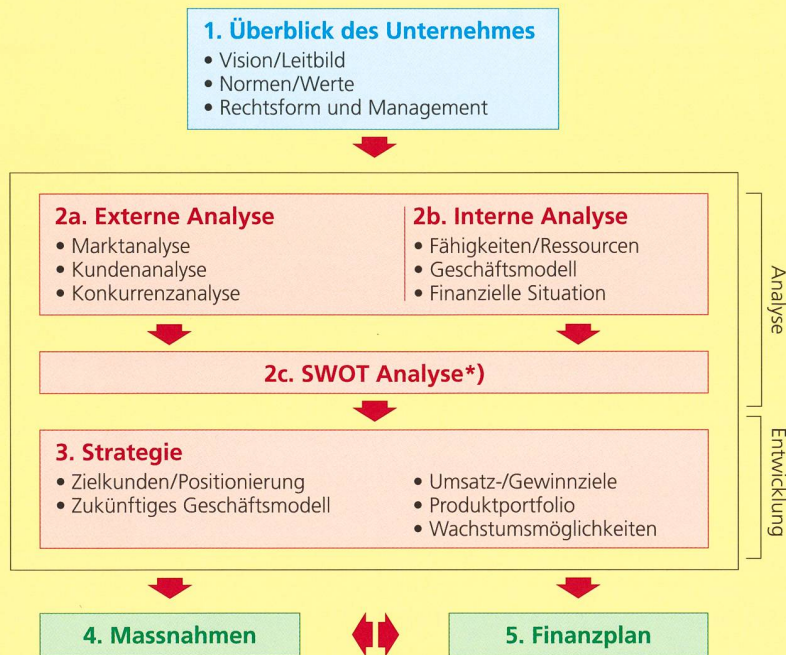 1. Überblick des Unternehmes
• Vision/Leitbild
• Normen/Werte
• Rechtsform und Management
2a. Externe Analyse
• Marktanalyse
• Kundenanalyse
• Konkurrenzanalyse
2b. Interne Analyse
• Fähigkeiten/Ressourcen
• Geschäftsmodell
• Finanzielle Situation
2c. SWOT Analyse*)
Analyse
3. Strategie
• Zielkunden/Positionierung
• Zukünftiges Geschäftsmodell
• Umsatz-/Gewinnziele
• Produktportfolio
• Wachstumsmöglichkeiten
Entwicklung
4. Massnahmen
5. Finanzplan